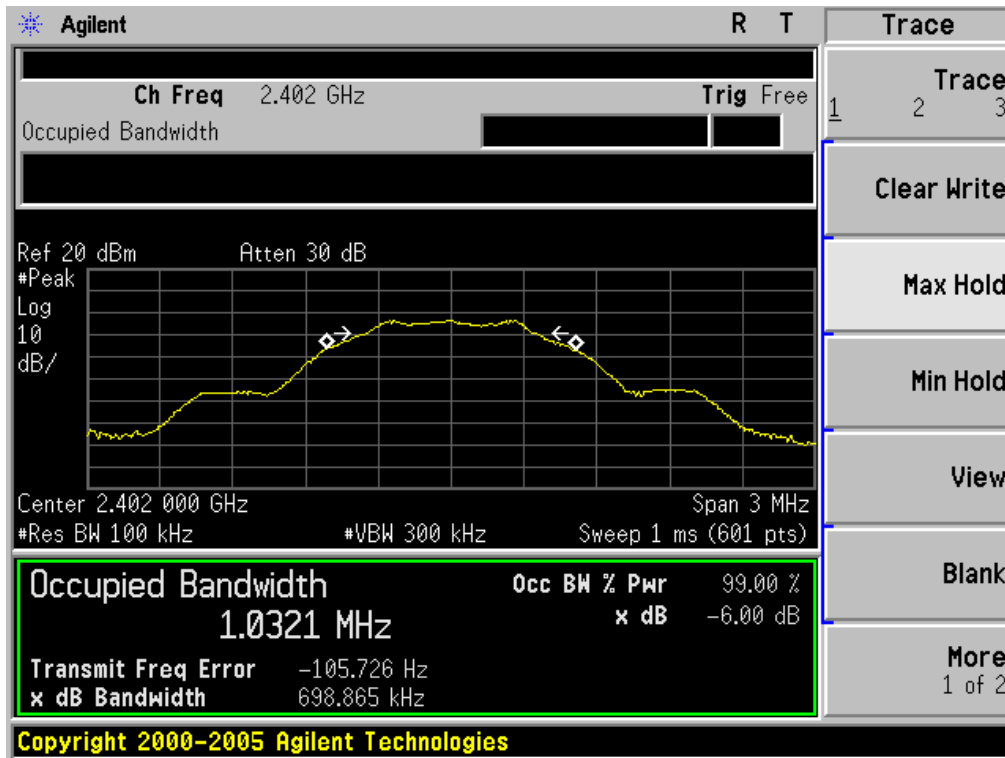 Agilent R T Trace
Ch Freq 2.402 GHz Trig Free
Occupied Bandwidth
Trace
1 2 3
Clear Write
Max Hold
Min Hold
View
Blank
More
1 of 2
Ref 20 dBm Atten 30 dB
#Peak
Log
10
dB/
Center 2.402 000 GHz Span 3 MHz
#Res BW 100 kHz #VBW 300 kHz Sweep 1 ms (601 pts)
Occupied Bandwidth Occ BW % Pwr 99.00 %
1.0321 MHz x dB -6.00 dB
Transmit Freq Error -105.726 Hz
x dB Bandwidth 698.865 kHz
Copyright 2000-2005 Agilent Technologies